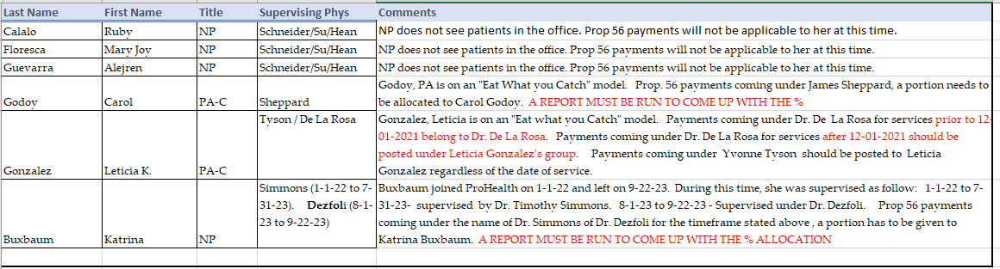 Last Name First Name Title Supervising Phys Comments
Calalo Ruby NP Schneider/Su/Hean NP does not see patients in the office. Prop 56 payments will not be applicable to her at this time.
Floresca Mary Joy NP Schneider/Su/Hean NP does not see patients in the office. Prop 56 payments will not be applicable to her at this time.
Guevarra Alejren NP Schneider/Su/Hean NP does not see patients in the office. Prop 56 payments will not be applicable to her at this time.
Godoy, PA is on an "Eat What you Catch" model. Prop. 56 payments coming under James Sheppard, a portion needs to
Godoy Carol PA-C Sheppard be allocated to Carol Godoy. A REPORT MUST BE RUN TO COME UP WITH THE %
Tyson / De La Rosa Gonzalez, Leticia is on an "Eat what you Catch" model. Payments coming under Dr. De La Rosa for services prior to 12-
01-2021 belong to Dr. De La Rosa. Payments coming under Dr. De La Rosa for services after 12-01-2021 should be
posted under Leticia Gonzalez's group. Payments coming under Yvonne Tyson should be posted to Leticia
Gonzalez Leticia K. PA-C Gonzalez regardless of the date of service.
Simmons (1-1-22 to 7- Buxbaum joined ProHealth on 1-1-22 and left on 9-22-23. During this time, she was supervised as follow: 1-1-22 to 7-
31-23). Dezfoli (8-1- 31-23- supervised by Dr. Timothy Simmons. 8-1-23 to 9-22-23 - Supervised under Dr. Dezfoli. Prop 56 payments
23 to 9-22-23) coming under the name of Dr. Simmons of Dr. Dezfoli for the timeframe stated above , a portion has to be given to
Buxbaum Katrina NP Katrina Buxbaum. A REPORT MUST BE RUN TO COME UP WITH THE % ALLOCATION